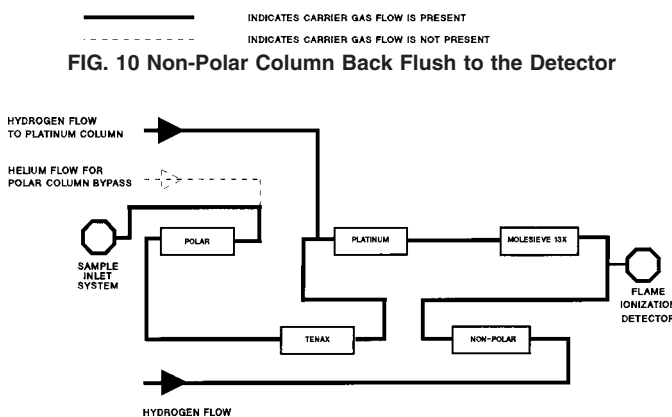 INDICATES CARRIER GAS FLOW IS PRESENT
INDICATES CARRIER GAS FLOW IS NOT PRESENT
FIG. 10 Non-Polar Column Back Flush to the Detector
HYDROGEN FLOW
TO PLATINUM COLUMN
HELIUM FLOW FOR
POLAR COLUMN BYPASS
POLAR
PLATINUM
MOLESIEVE 13X
SAMPLE
INLET
SYSTEM
FLAME
IONIZATION
DETECTOR
TENAX
NON-POLAR
HYDROGEN FLOW